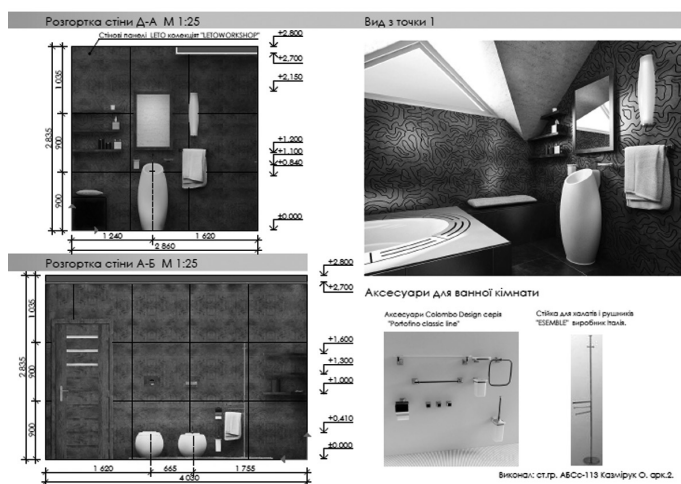 Розгортка стіни Д-А М 1:25
Стінові панелі LETO колекція "LETOWORKSHOP"
+2.800
+2.700
+2,150
+1.200
+1.100
+0.840
±0.000
1 035
900
900
2 835
1 240
1 620
2 860
Розгортка стіни А-Б М 1:25
+2.800
+2,700
+1,600
+1,300
+1.000
+0,410
±0.000
1 035
900
900
2 835
1 620
665
1 755
4 030
Вид з точки 1
Аксесуари для ванної кімнати
Аксесуари Colombo Design серія
"Portofino classic line"
Стійка для халатів і рушників
"ESEMBLE" виробник Італія.
Виконал: ст.гр. АБСс-113 Казмірук О. арк.2.